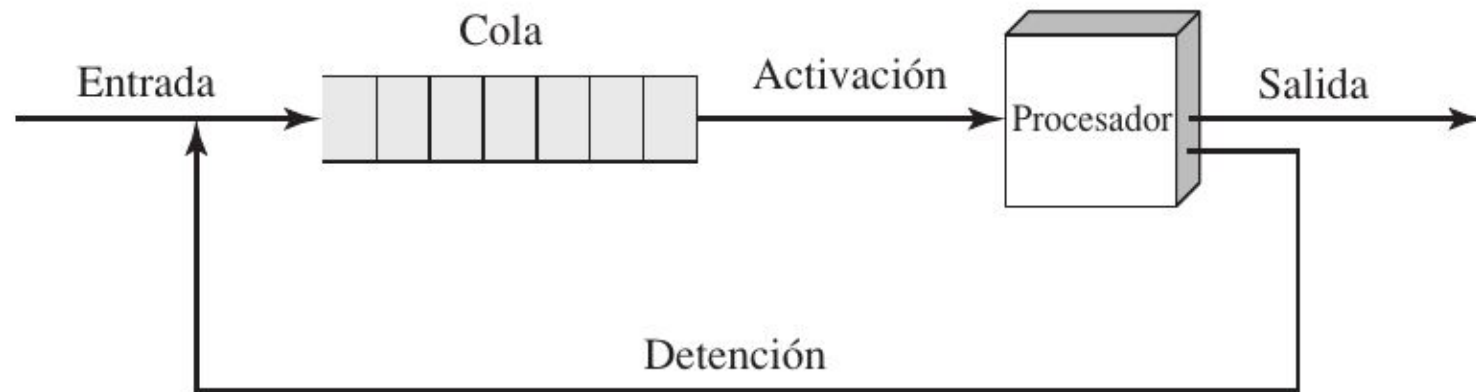 Cola
Entrada
Activación
Procesador
Salida
Detención